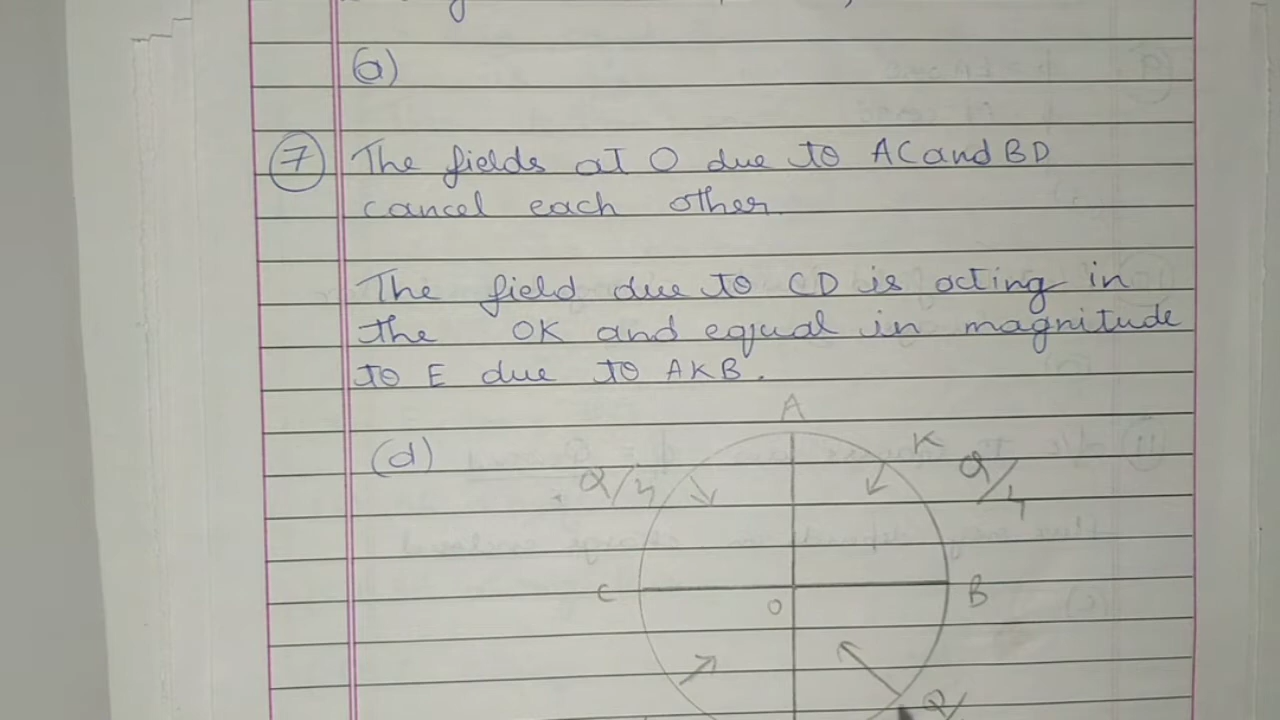 (a)
7 The fields at O due to AC and BD
cancel each other.
The field due to CD is acting in
the OK and equal in magnitude
to E due to AKB.
(d)
A
K
Q/4
Q/4
C
O
B
Q/